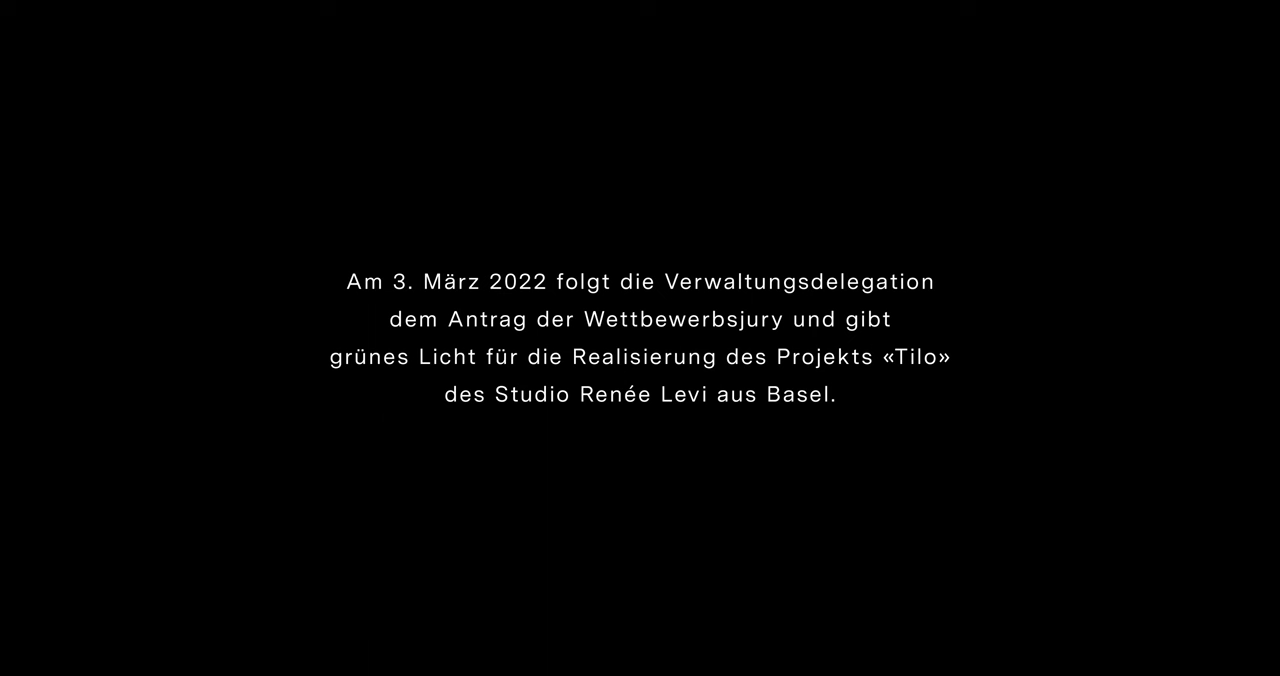 Am 3. März 2022 folgt die Verwaltungsdelegation
dem Antrag der Wettbewerbsjury und gibt
grünes Licht für die Realisierung des Projekts «Tilo»
des Studio Renée Levi aus Basel.